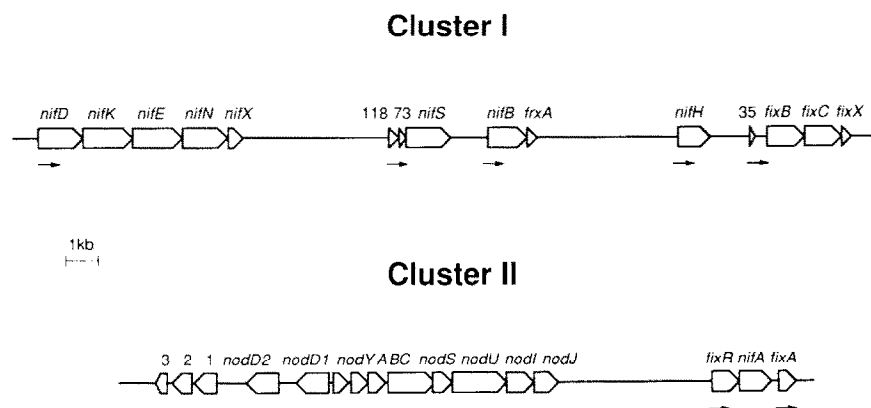 Cluster I
nifD nifK nifE nifN nifX 118 73 nifS nifB frxA nifH 35 fixB fixC fixX
1kb
Cluster II
3 2 1 nodD2 nodD1 nodY A BC nodS nodU nodI nodJ fixR nifA fixA